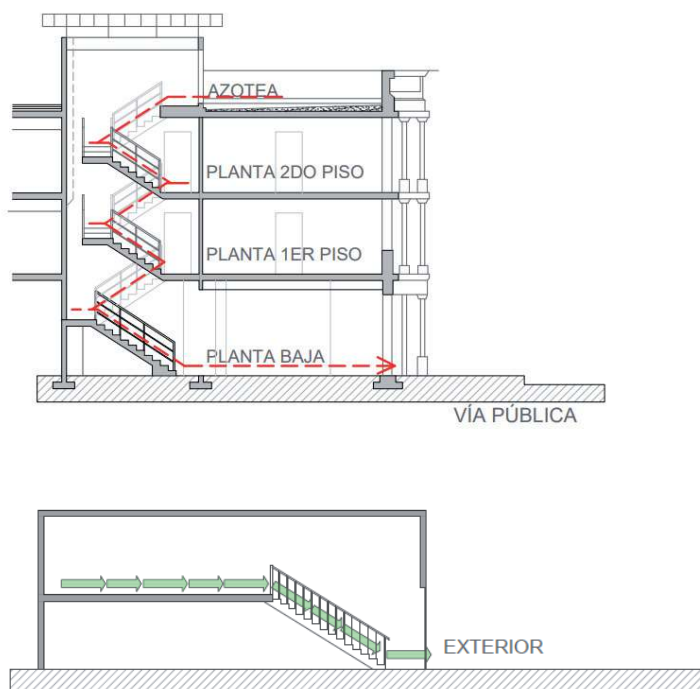 AZOTEA
PLANTA 2DO PISO
PLANTA 1ER PISO
PLANTA BAJA
VÍA PÚBLICA
EXTERIOR